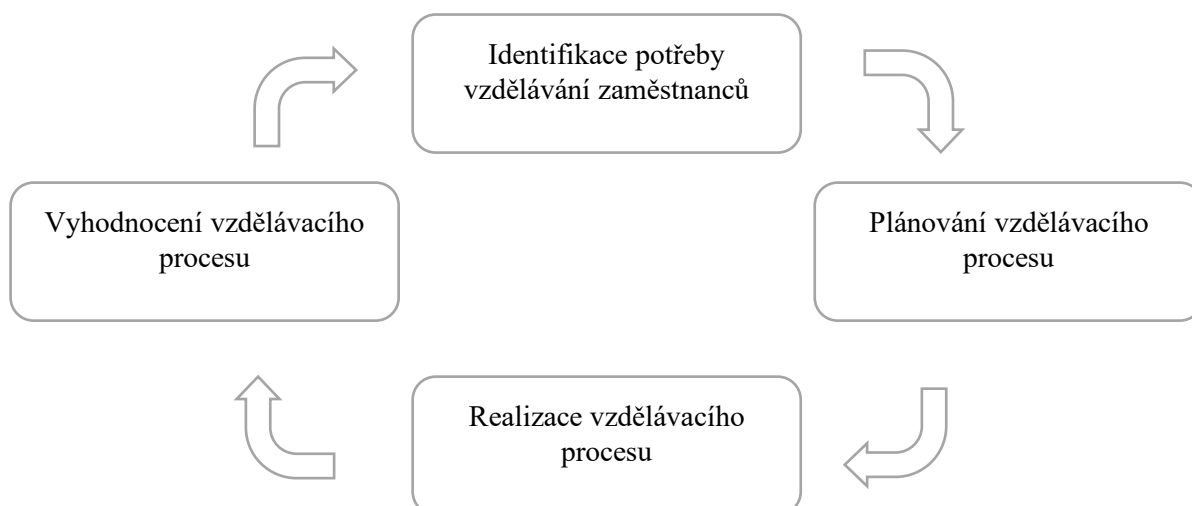 Identifikace potřeby
vzdělávání zaměstnanců
Vyhodnocení vzdělávacího
procesu
Plánování vzdělávacího
procesu
Realizace vzdělávacího
procesu